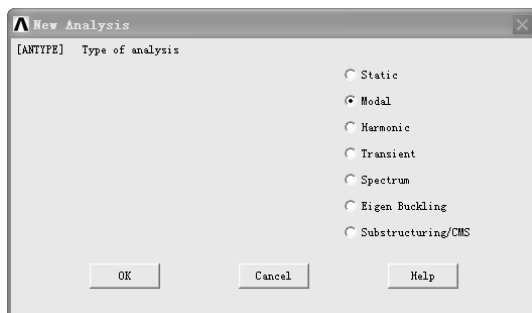 New Analysis
[ANTYPE] Type of analysis
Static
Modal
Harmonic
Transient
Spectrum
Eigen Buckling
Substructuring/CMS
OK Cancel Help